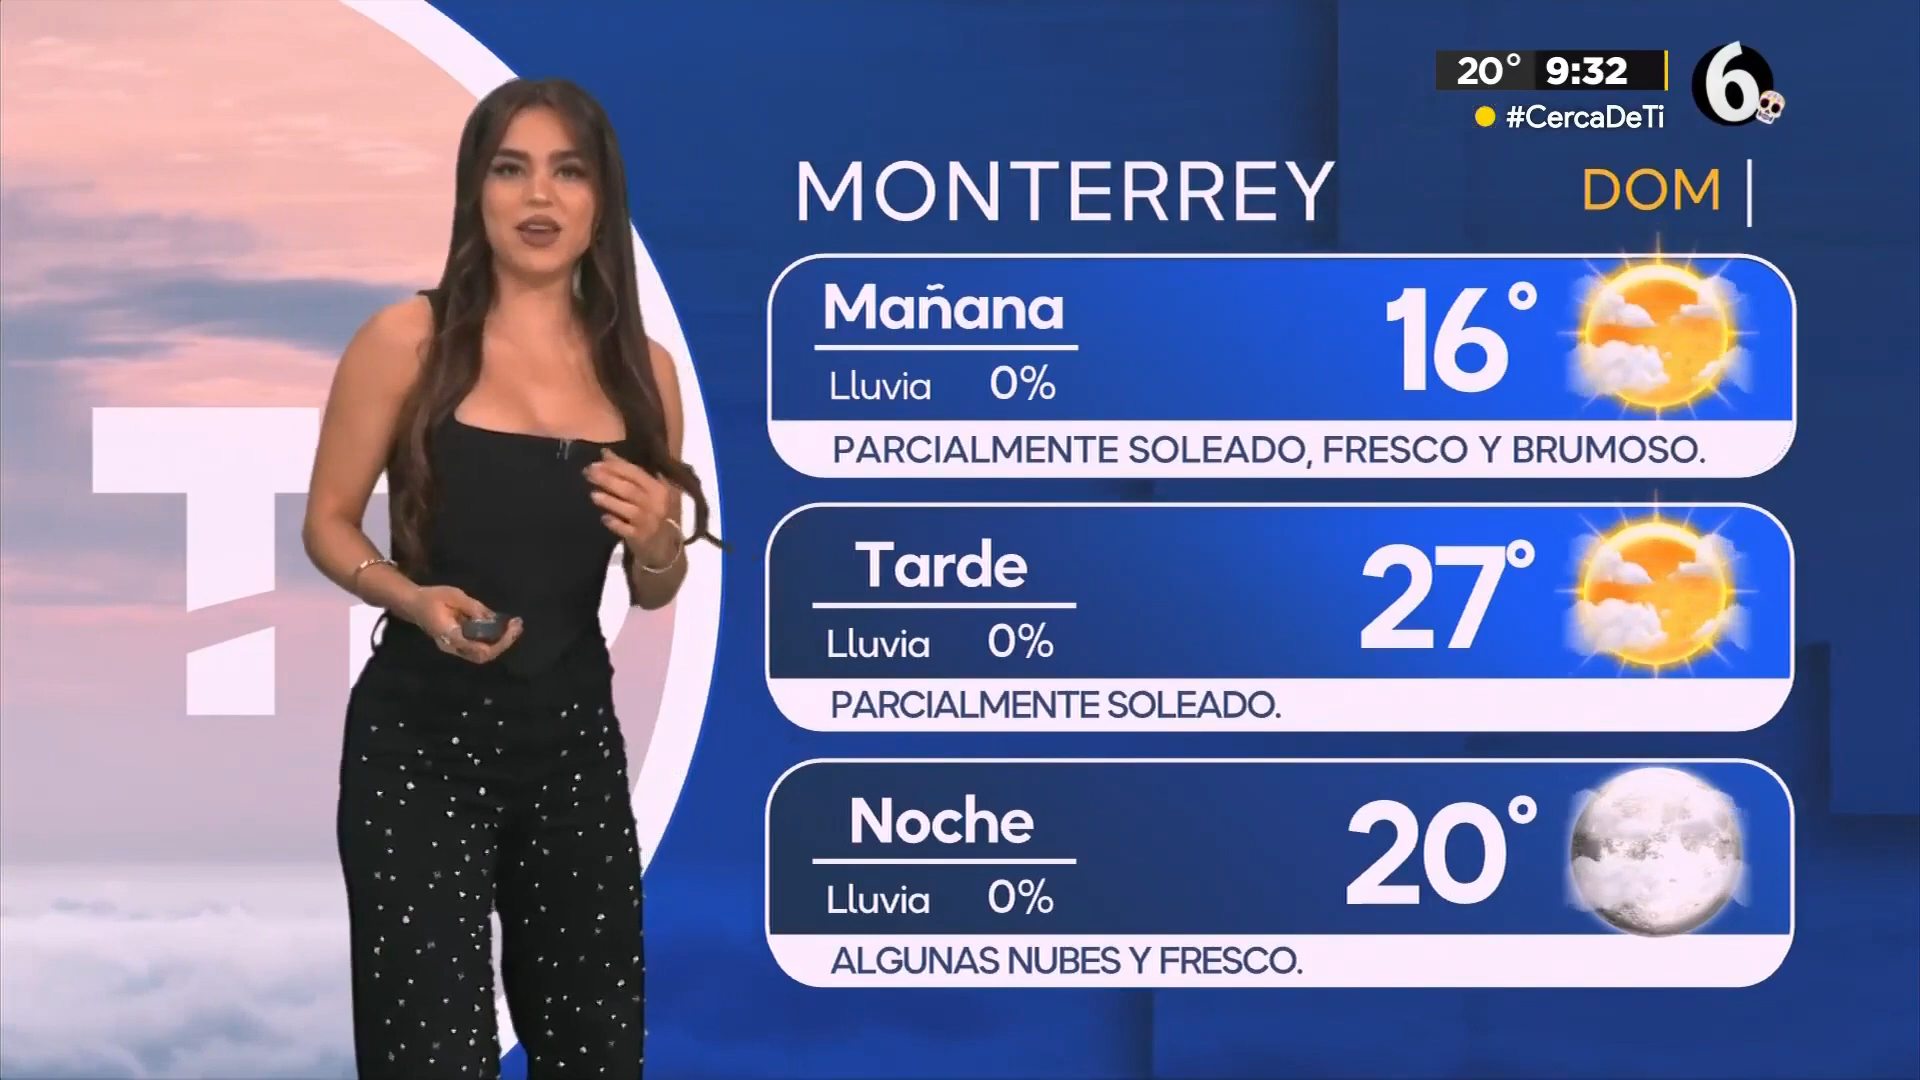 20° 9:32
#CercaDeTi
6
MONTERREY
DOM
Mañana
16°
Lluvia 0%
PARCIALMENTE SOLEADO, FRESCO Y BRUMOSO.
Tarde
27°
Lluvia 0%
PARCIALMENTE SOLEADO.
Noche
20°
Lluvia 0%
ALGUNAS NUBES Y FRESCO.